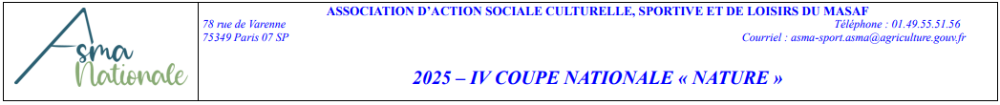 Asma
Nationale
ASSOCIATION D’ACTION SOCIALE CULTURELLE, SPORTIVE ET DE LOISIRS DU MASAF
78 rue de Varenne Téléphone : 01.49.55.51.56
75349 Paris 07 SP Courriel : asma-sport.asma@agriculture.gouv.fr
2025 – IV COUPE NATIONALE « NATURE »